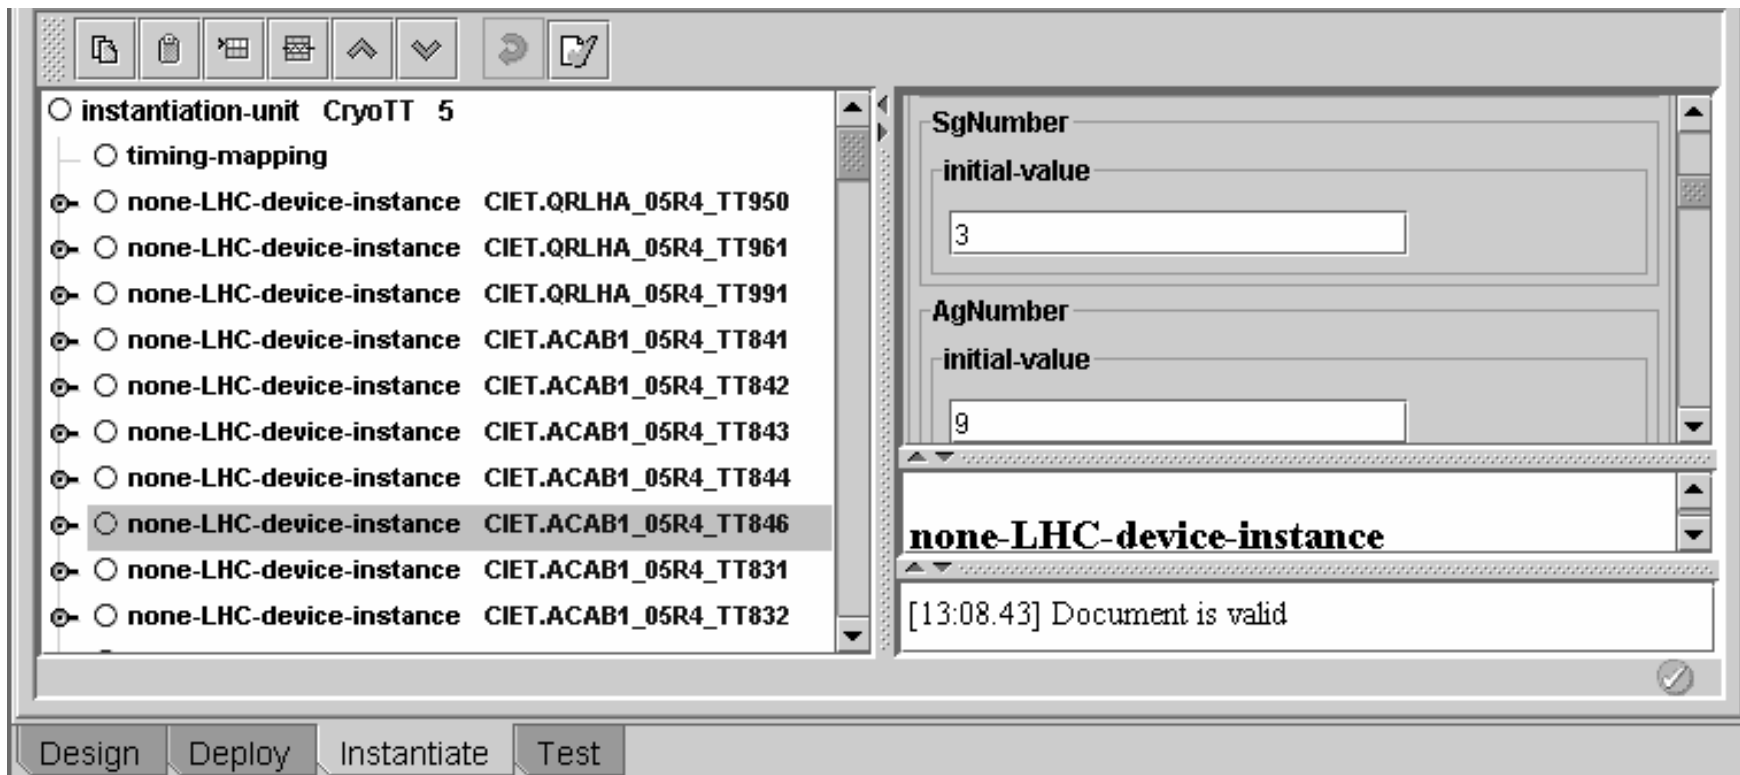 instantiation-unit CryoTT 5
timing-mapping
none-LHC-device-instance CIET.QRLHA_05R4_TT950
none-LHC-device-instance CIET.QRLHA_05R4_TT961
none-LHC-device-instance CIET.QRLHA_05R4_TT991
none-LHC-device-instance CIET.ACAB1_05R4_TT841
none-LHC-device-instance CIET.ACAB1_05R4_TT842
none-LHC-device-instance CIET.ACAB1_05R4_TT843
none-LHC-device-instance CIET.ACAB1_05R4_TT844
none-LHC-device-instance CIET.ACAB1_05R4_TT846
none-LHC-device-instance CIET.ACAB1_05R4_TT831
none-LHC-device-instance CIET.ACAB1_05R4_TT832
SgNumber
initial-value
3
AgNumber
initial-value
9
none-LHC-device-instance
[13:08.43] Document is valid
Design Deploy Instantiate Test